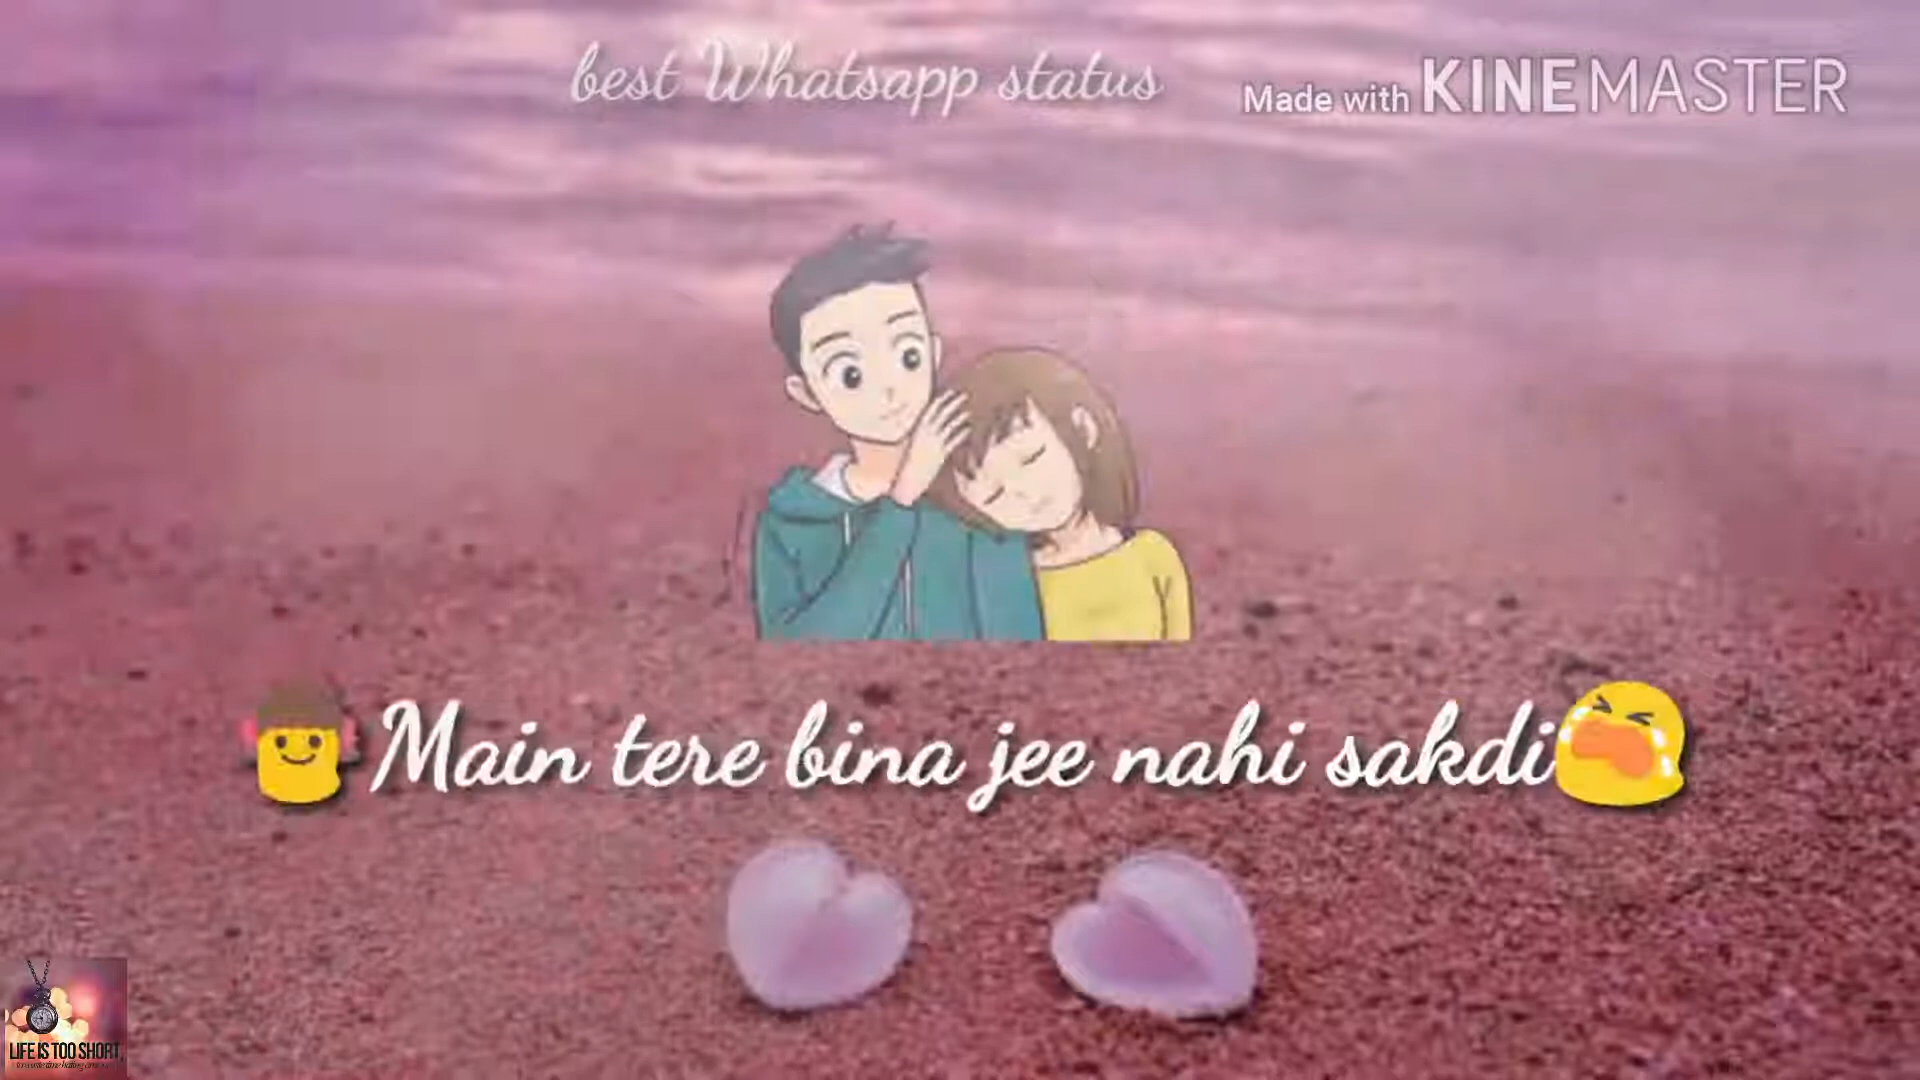 best Whatsapp status
Made with KINEMASTER
Main tere bina jee nahi sakdi
LIFE IS TOO SHORT,